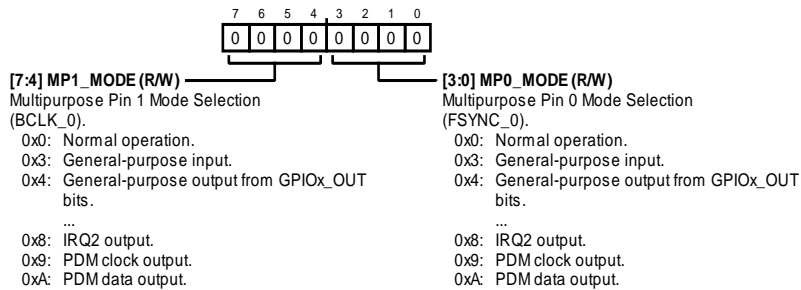 7 6 5 4 3 2 1 0
0 0 0 0 0 0 0 0
[7:4] MP1_MODE (R/W)
Multipurpose Pin 1 Mode Selection
(BCLK_0).
0x0: Normal operation.
0x3: General-purpose input.
0x4: General-purpose output from GPIOx_OUT
bits.
...
0x8: IRQ2 output.
0x9: PDM clock output.
0xA: PDM data output.
[3:0] MP0_MODE (R/W)
Multipurpose Pin 0 Mode Selection
(FSYNC_0).
0x0: Normal operation.
0x3: General-purpose input.
0x4: General-purpose output from GPIOx_OUT
bits.
...
0x8: IRQ2 output.
0x9: PDM clock output.
0xA: PDM data output.